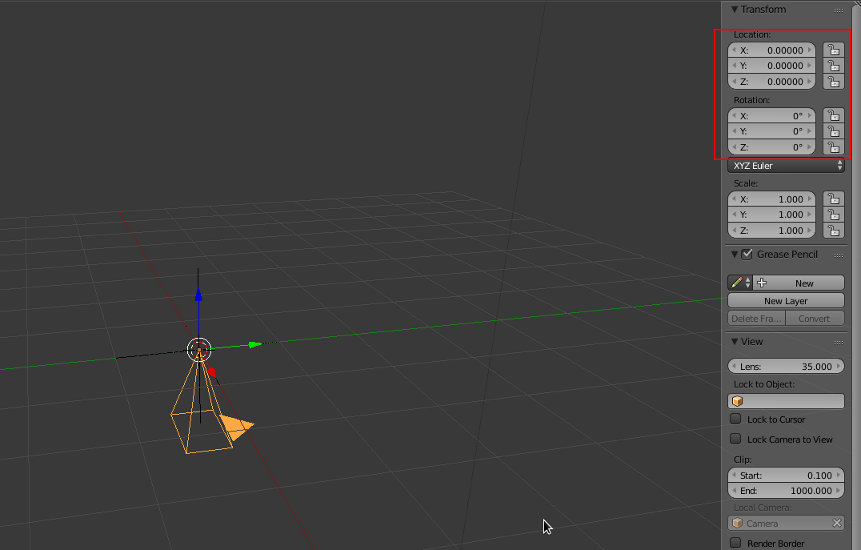 Transform
Location:
X: 0.00000
Y: 0.00000
Z: 0.00000
Rotation:
X: 0°
Y: 0°
Z: 0°
XYZ Euler
Scale:
X: 1.000
Y: 1.000
Z: 1.000
Grease Pencil
New
New Layer
Delete Fra... Convert
View
Lens: 35.000
Lock to Object:
Lock to Cursor
Lock Camera to View
Clip:
Start: 0.100
End: 1000.000
Local Camera:
Camera
Render Border